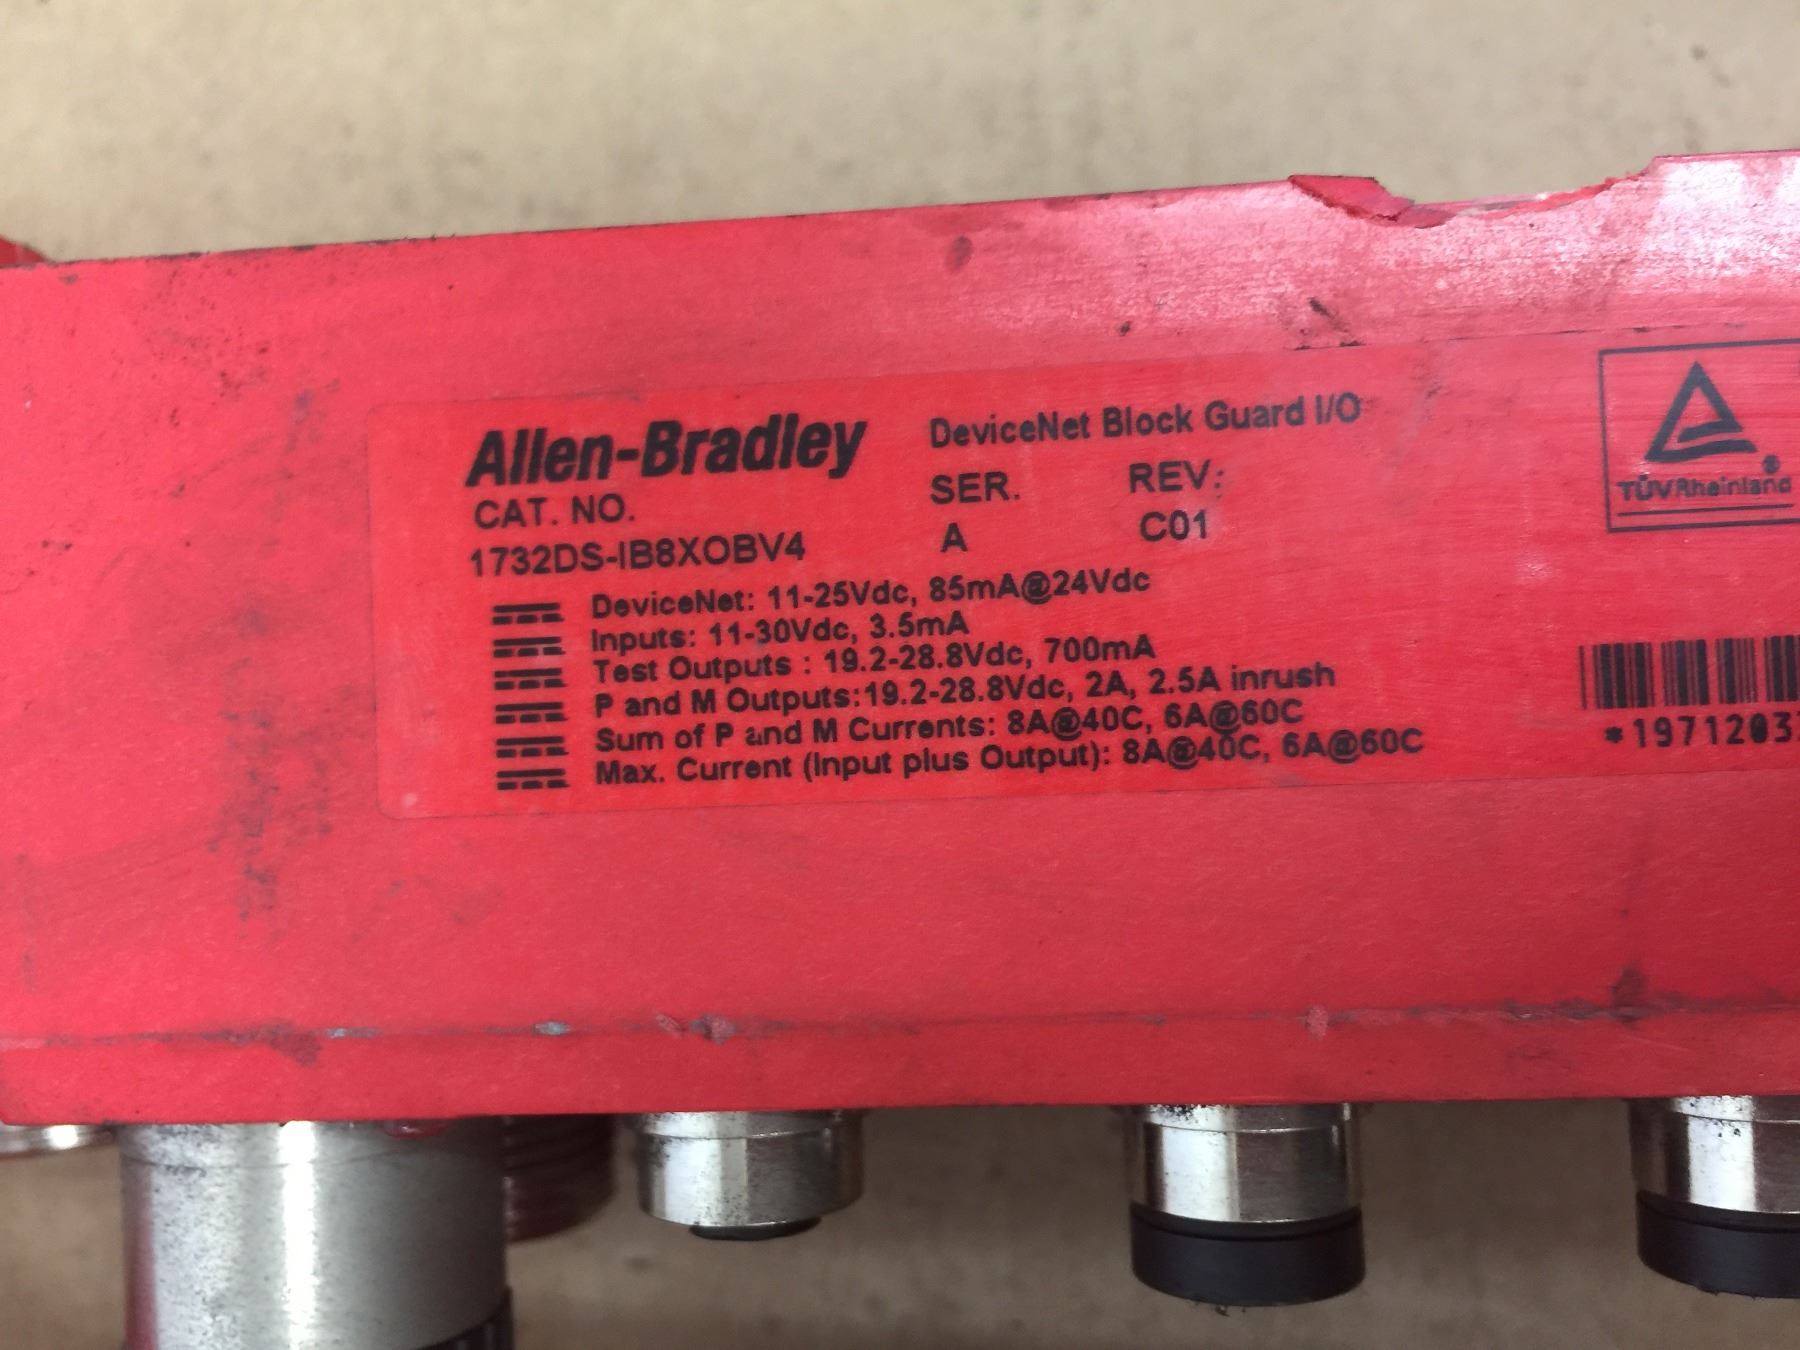 Allen-Bradley DeviceNet Block Guard I/O
CAT. NO. SER. REV:
1732DS-IB8XOBV4 A C01
DeviceNet: 11-25Vdc, 85mA@24Vdc
Inputs: 11-30Vdc, 3.5mA
Test Outputs : 19.2-28.8Vdc, 700mA
P and M Outputs:19.2-28.8Vdc, 2A, 2.5A inrush
Sum of P and M Currents: 8A@40C, 6A@60C
Max. Current (Input plus Output): 8A@40C, 6A@60C
TÜVRheinland
®